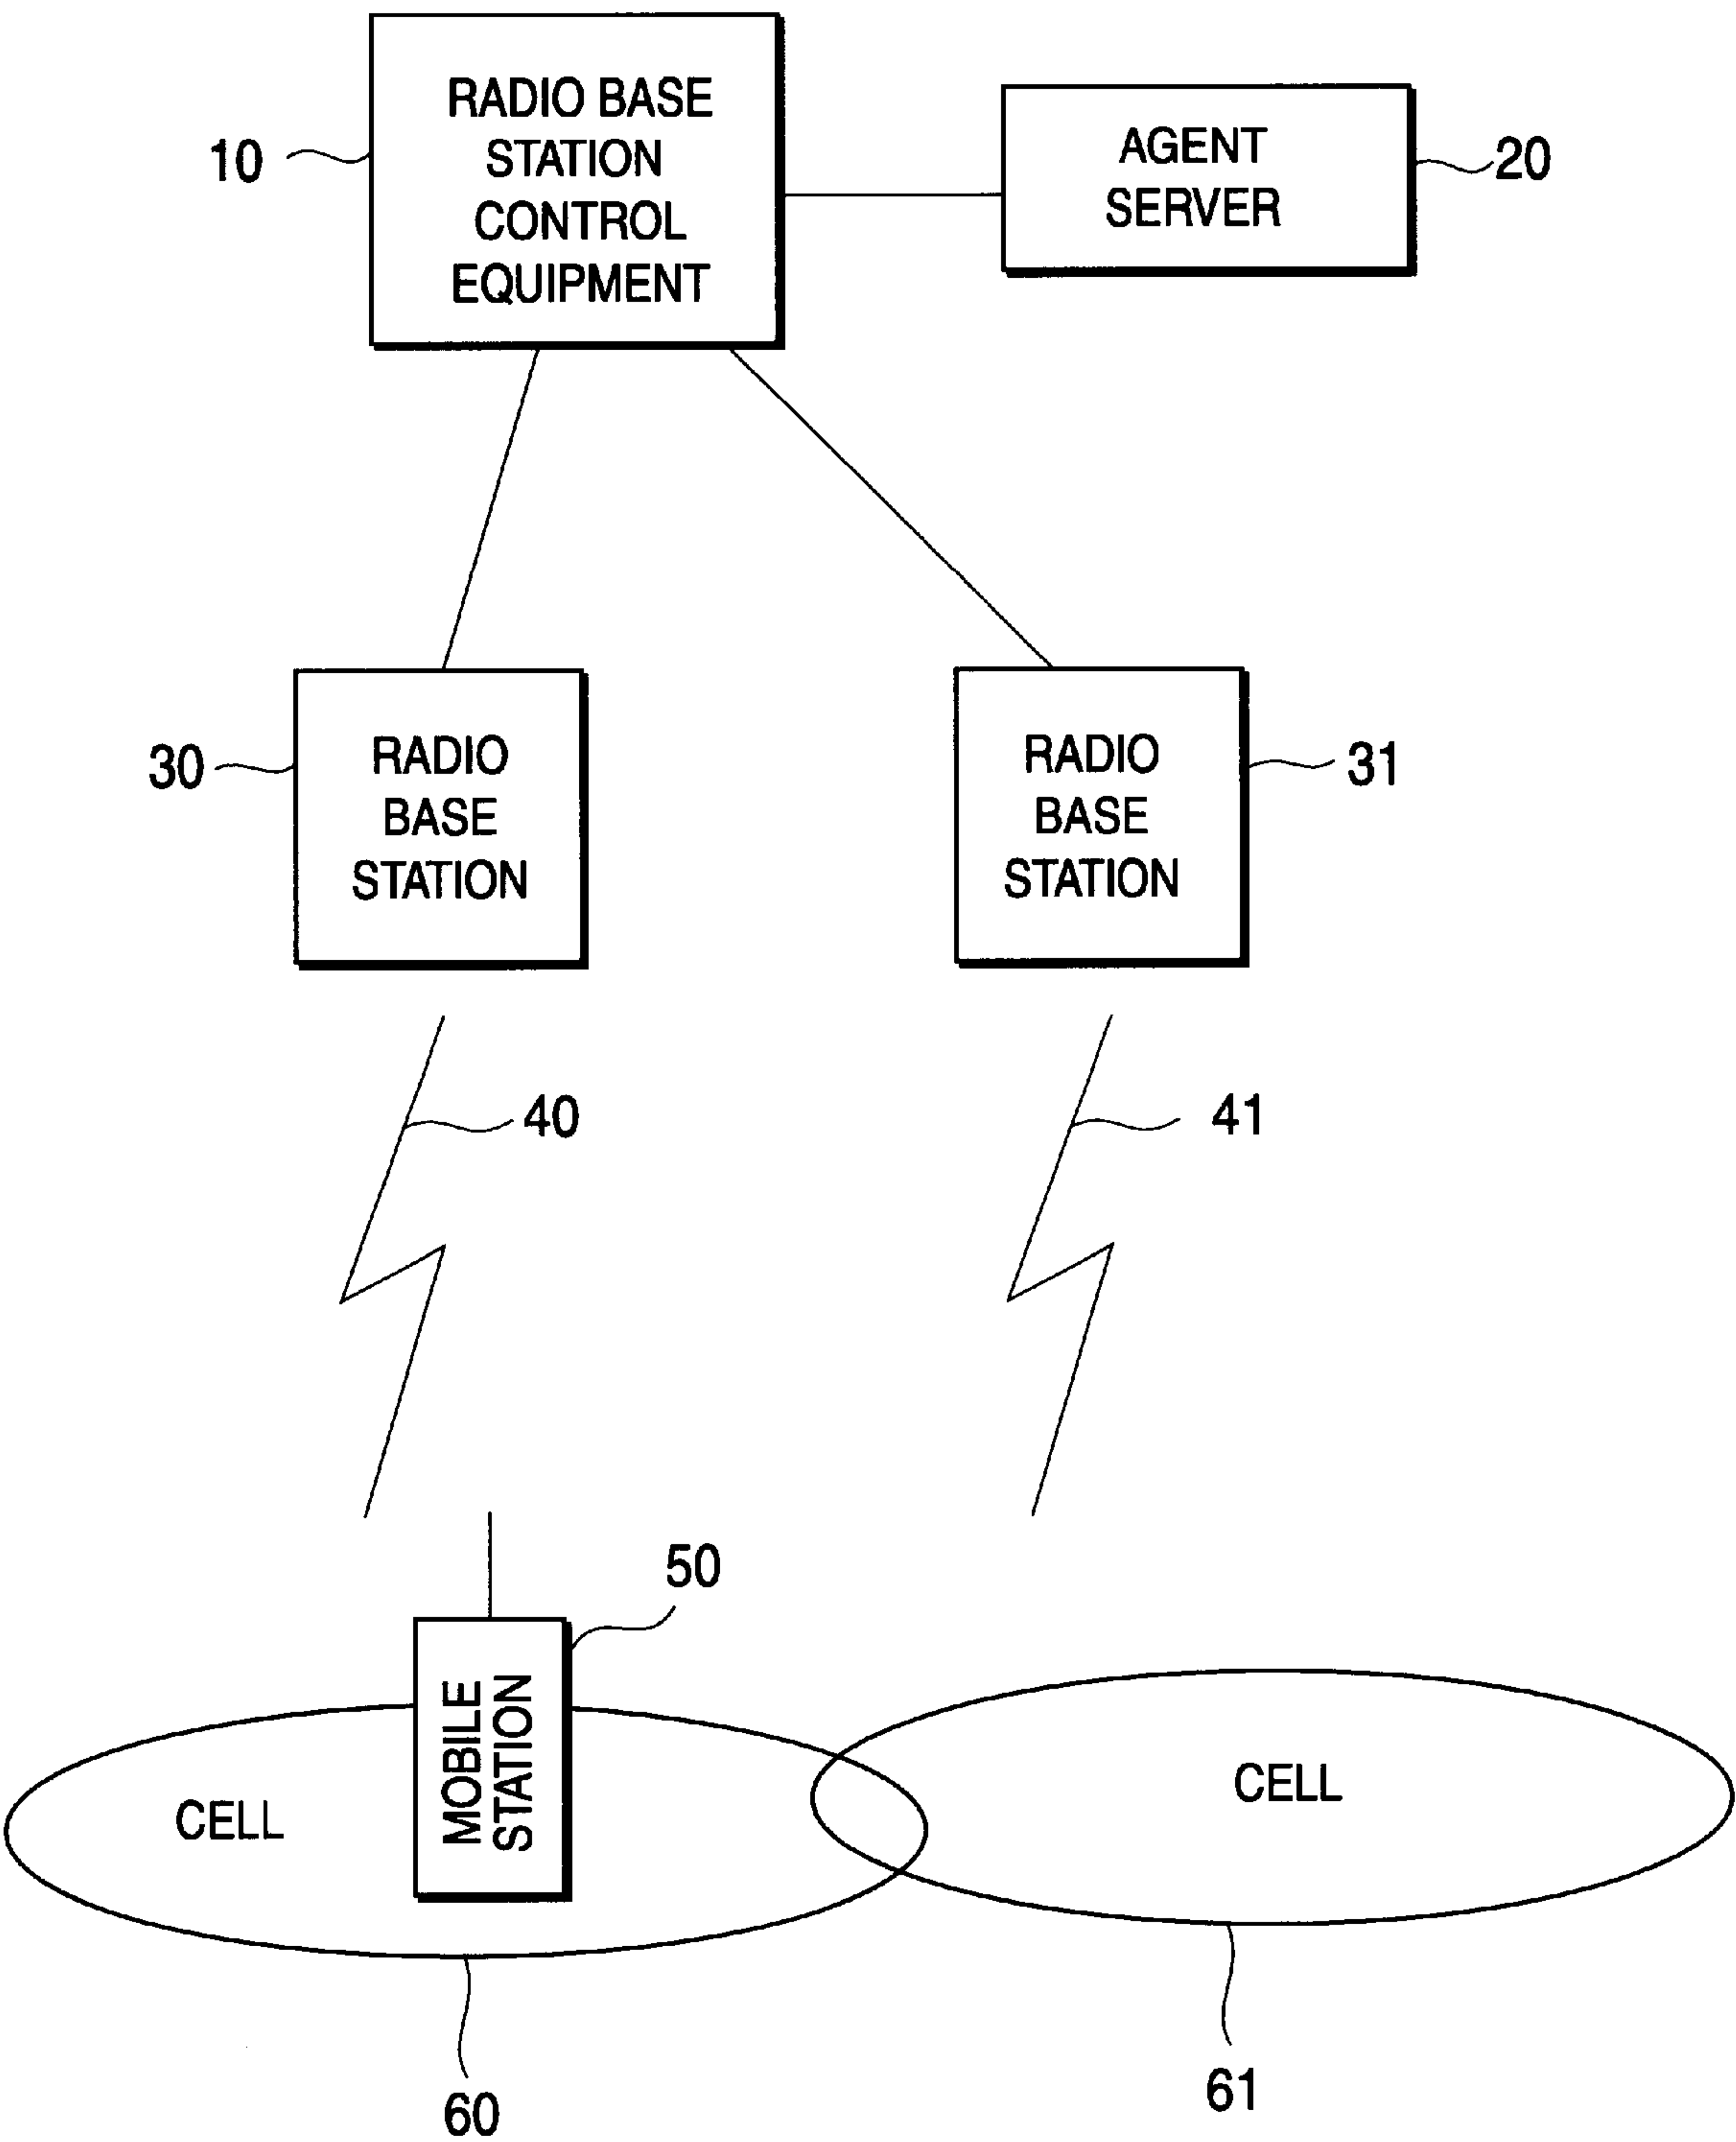 RADIO BASE
STATION
CONTROL
EQUIPMENT
10
AGENT
SERVER
20
RADIO
BASE
STATION
30
RADIO
BASE
STATION
31
40
41
50
MOBILE
STATION
CELL
CELL
60
61